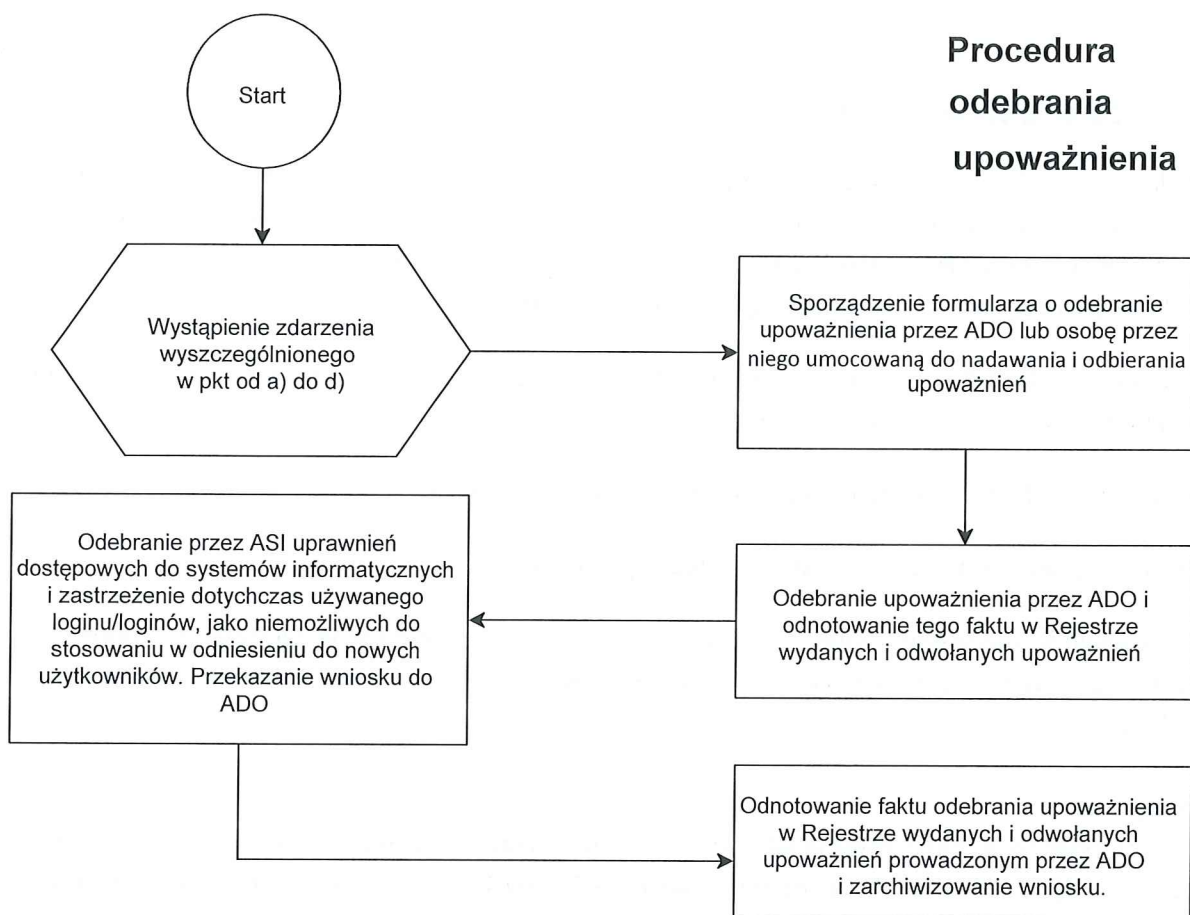 Procedura
odebrania
upoważnienia
Start
Wystąpienie zdarzenia
wyszczególnionego
w pkt od a) do d)
Sporządzenie formularza o odebranie
upoważnienia przez ADO lub osobę przez
niego umocowaną do nadawania i odbierania
upoważnień
Odebranie upoważnienia przez ADO i
odnotowanie tego faktu w Rejestrze
wydanych i odwołanych upoważnień
Odebranie przez ASI uprawnień
dostępowych do systemów informatycznych
i zastrzeżenie dotychczas używanego
loginu/loginów, jako niemożliwych do
stosowaniu w odniesieniu do nowych
użytkowników. Przekazanie wniosku do
ADO
Odnotowanie faktu odebrania upoważnienia
w Rejestrze wydanych i odwołanych
upoważnień prowadzonym przez ADO
i zarchiwizowanie wniosku.